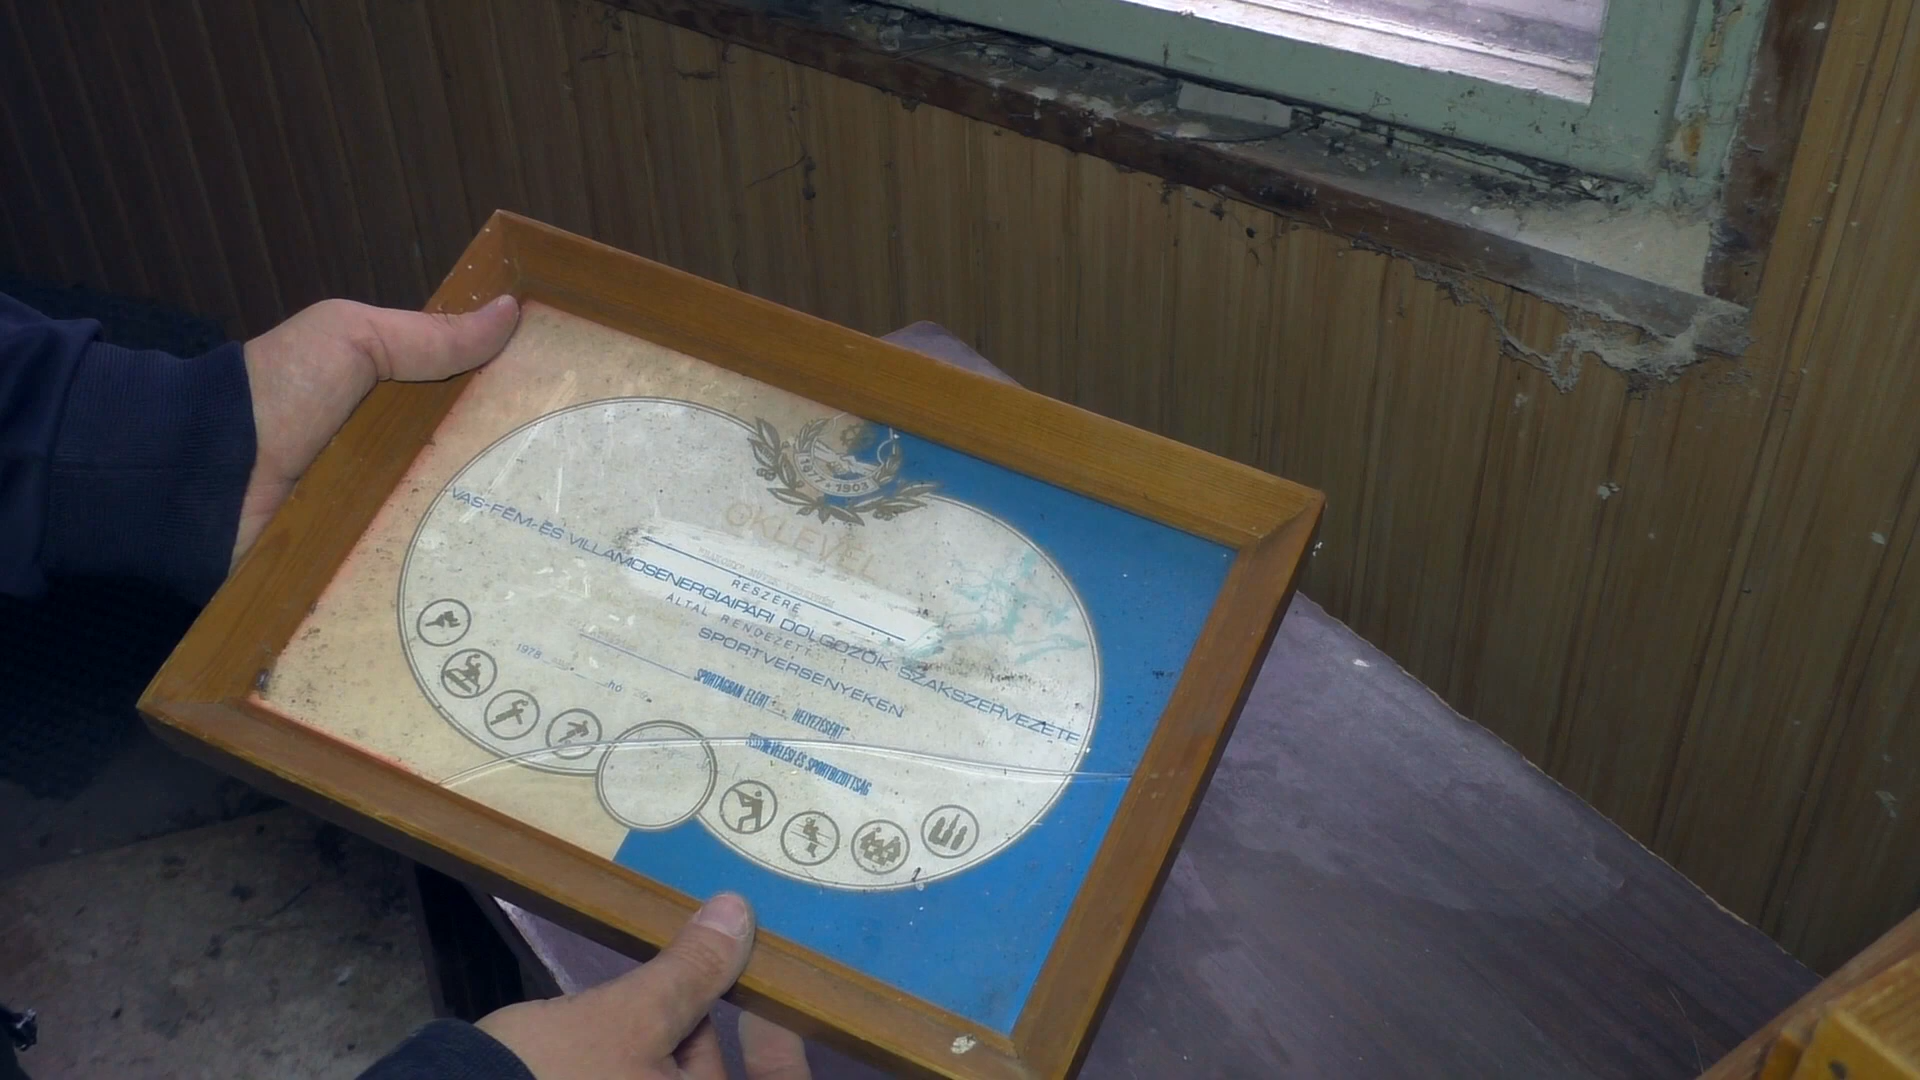 1877 * 1903
OKLEVÉL
RÉSZÉRE
VAS-FÉM- ÉS VILLAMOSENERGIAIPARI DOLGOZÓK SZAKSZERVEZETE
ÁLTAL RENDEZETT
SPORTVERSENYEKEN
SPORTÁGBAN ELÉRT HELYEZÉSÉRT
1978 hó
TESTNEVELÉSI ÉS SPORTBIZOTTSÁG